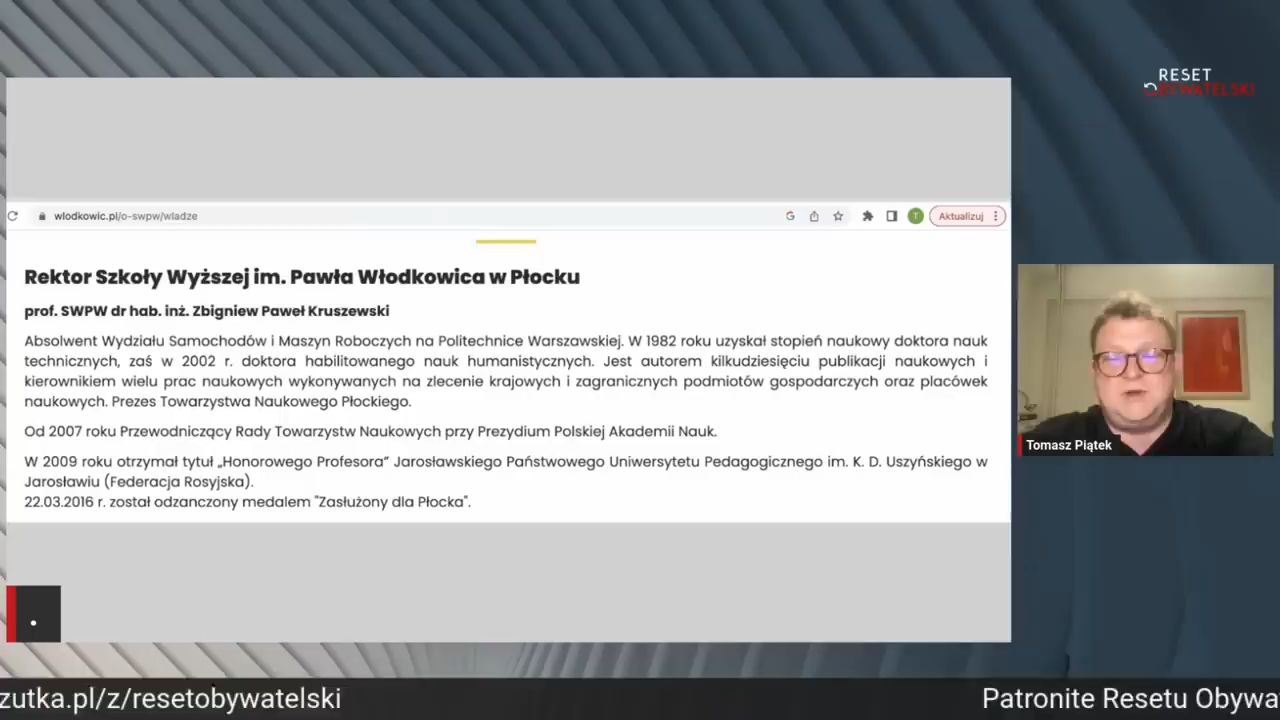 RESET
OBYWATELSKI
wlodkowic.pl/o-swpw/wladze
G
T
Aktualizuj
Rektor Szkoły Wyższej im. Pawła Włodkowica w Płocku
prof. SWPW dr hab. inż. Zbigniew Paweł Kruszewski
Absolwent Wydziału Samochodów i Maszyn Roboczych na Politechnice Warszawskiej. W 1982 roku uzyskał stopień naukowy doktora nauk
technicznych, zaś w 2002 r. doktora habilitowanego nauk humanistycznych. Jest autorem kilkudziesięciu publikacji naukowych i
kierownikiem wielu prac naukowych wykonywanych na zlecenie krajowych i zagranicznych podmiotów gospodarczych oraz placówek
naukowych. Prezes Towarzystwa Naukowego Płockiego.
Od 2007 roku Przewodniczący Rady Towarzystw Naukowych przy Prezydium Polskiej Akademii Nauk.
W 2009 roku otrzymał tytuł „Honorowego Profesora” Jarosławskiego Państwowego Uniwersytetu Pedagogicznego im. K. D. Uszyńskiego w
Jarosławiu (Federacja Rosyjska).
22.03.2016 r. został odzanczony medalem "Zasłużony dla Płocka".
Tomasz Piątek
.
zutka.pl/z/resetobywatelski
Patronite Resetu Obywa